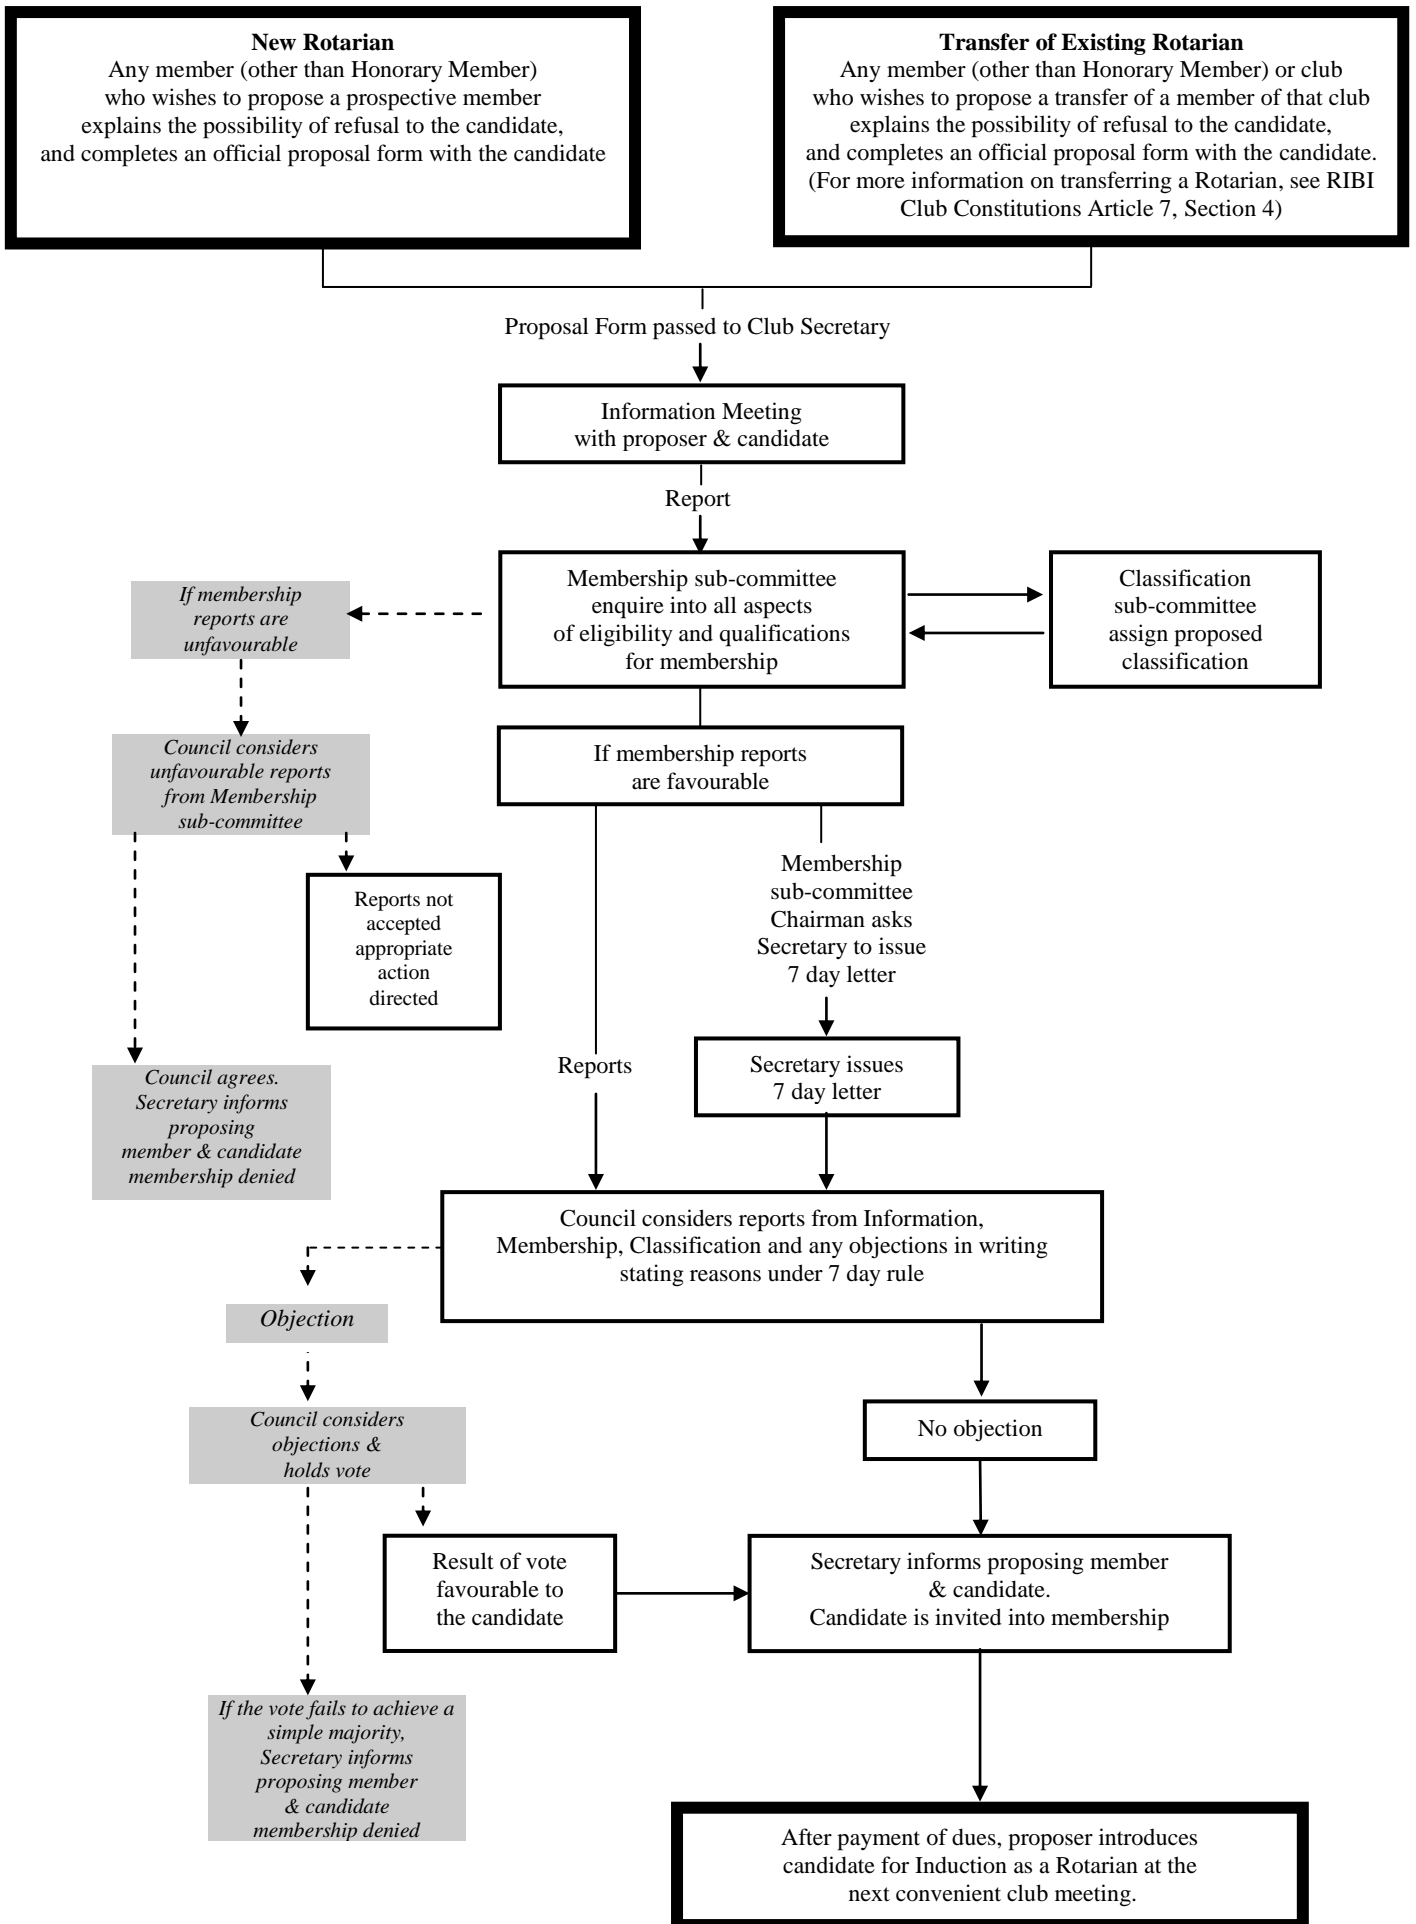 New Rotarian
Any member (other than Honorary Member)
who wishes to propose a prospective member
explains the possibility of refusal to the candidate,
and completes an official proposal form with the candidate
Transfer of Existing Rotarian
Any member (other than Honorary Member) or club
who wishes to propose a transfer of a member of that club
explains the possibility of refusal to the candidate,
and completes an official proposal form with the candidate.
(For more information on transferring a Rotarian, see RIBI
Club Constitutions Article 7, Section 4)
Proposal Form passed to Club Secretary
Information Meeting
with proposer & candidate
Report
Membership sub-committee
enquire into all aspects
of eligibility and qualifications
for membership
Classification
sub-committee
assign proposed
classification
If membership
reports are
unfavourable
Council considers
unfavourable reports
from Membership
sub-committee
If membership reports
are favourable
Reports not
accepted
appropriate
action
directed
Membership
sub-committee
Chairman asks
Secretary to issue
7 day letter
Council agrees.
Secretary informs
proposing
member & candidate
membership denied
Reports
Secretary issues
7 day letter
Council considers reports from Information,
Membership, Classification and any objections in writing
stating reasons under 7 day rule
Objection
Council considers
objections &
holds vote
No objection
Result of vote
favourable to
the candidate
Secretary informs proposing member
& candidate.
Candidate is invited into membership
If the vote fails to achieve a
simple majority,
Secretary informs
proposing member
& candidate
membership denied
After payment of dues, proposer introduces
candidate for Induction as a Rotarian at the
next convenient club meeting.